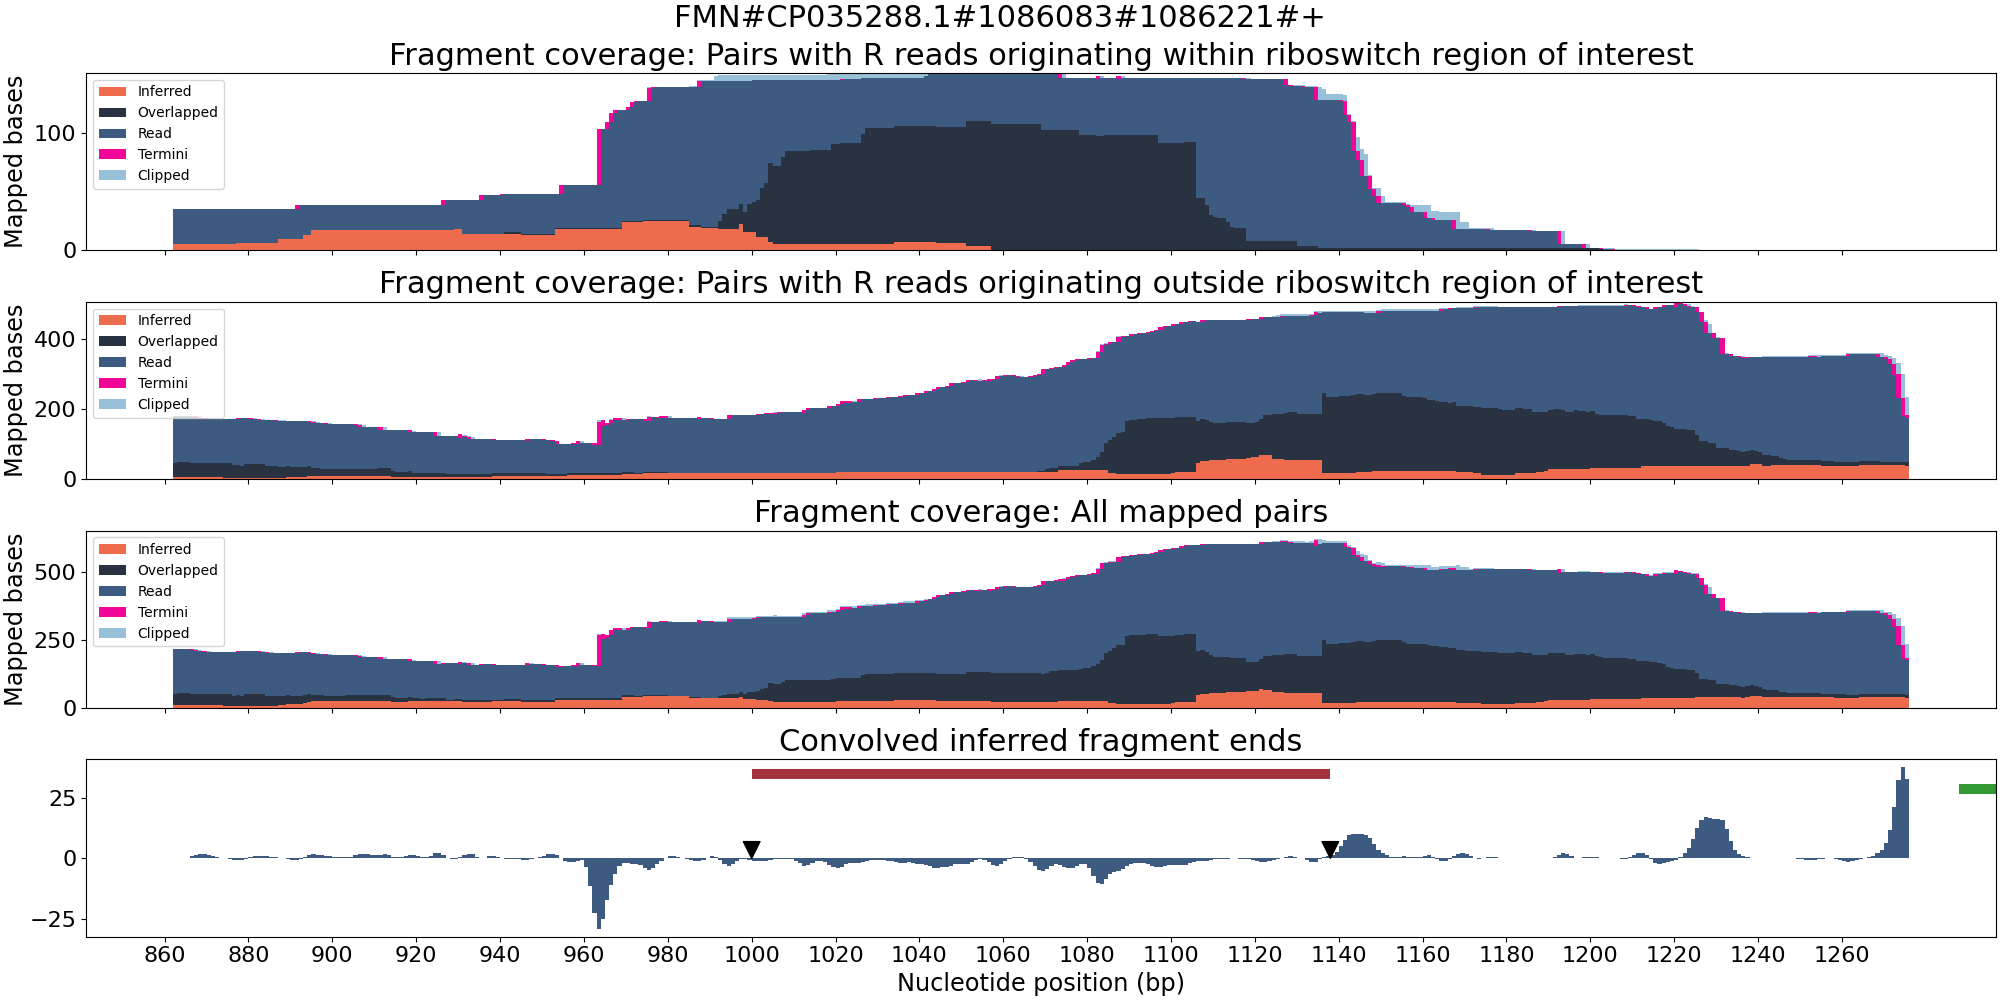 FMN#CP035288.1#1086083#1086221#+
Fragment coverage: Pairs with R reads originating within riboswitch region of interest
Mapped bases
100
0
Inferred
Overlapped
Read
Termini
Clipped
Fragment coverage: Pairs with R reads originating outside riboswitch region of interest
Mapped bases
400
200
0
Inferred
Overlapped
Read
Termini
Clipped
Fragment coverage: All mapped pairs
Mapped bases
500
250
0
Inferred
Overlapped
Read
Termini
Clipped
Convolved inferred fragment ends
25
0
−25
860 880 900 920 940 960 980 1000 1020 1040 1060 1080 1100 1120 1140 1160 1180 1200 1220 1240 1260
Nucleotide position (bp)